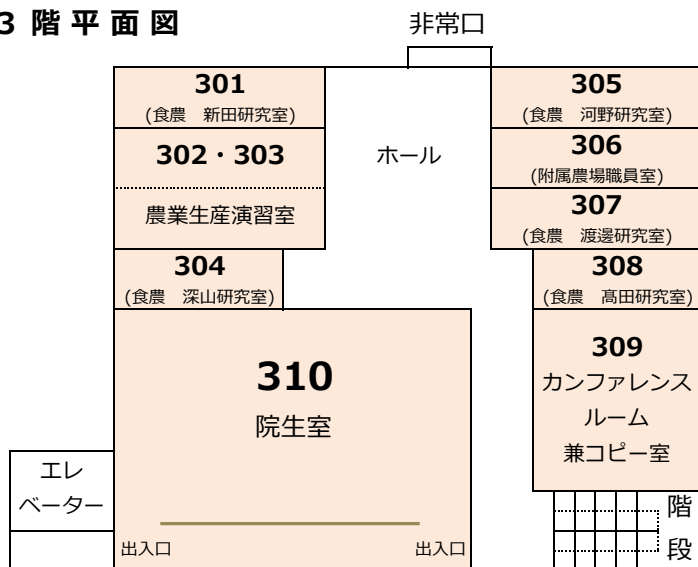 3 階 平 面 図
非常口
301
(食農 新田研究室)
302・303
農業生産演習室
304
(食農 深山研究室)
ホール
305
(食農 河野研究室)
306
(附属農場職員室)
307
(食農 渡邊研究室)
308
(食農 髙田研究室)
309
カンファレンス
ルーム
兼コピー室
310
院生室
エレ
ベーター
出入口
出入口
階
段